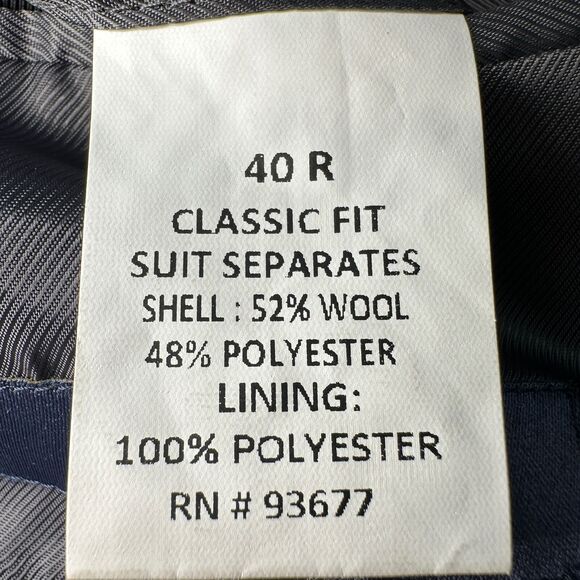 40 R
CLASSIC FIT
SUIT SEPARATES
SHELL : 52% WOOL
48% POLYESTER
LINING:
100% POLYESTER
RN # 93677